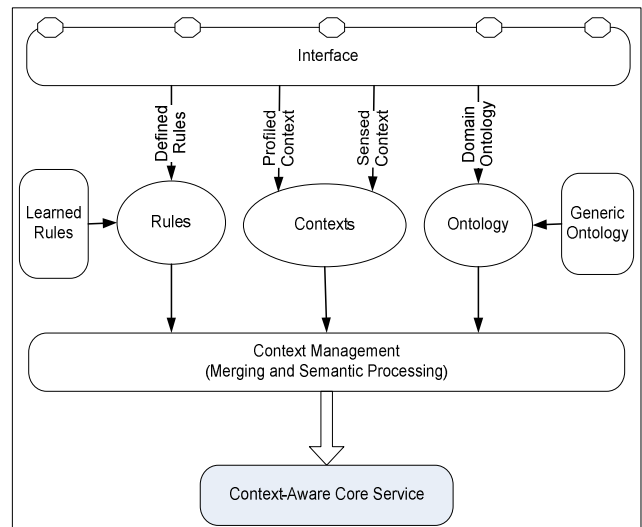 Interface
Defined
Rules
Profiled
Context
Sensed
Context
Domain
Ontology
Learned
Rules
Rules
Contexts
Ontology
Generic
Ontology
Context Management
(Merging and Semantic Processing)
Context-Aware Core Service